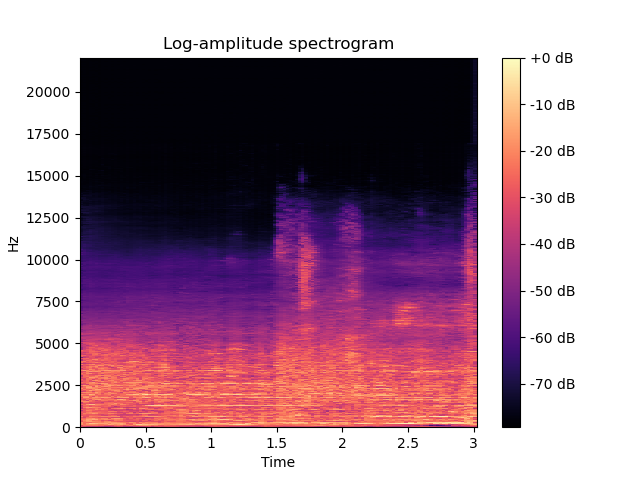 Log-amplitude spectrogram
Hz
20000
17500
15000
12500
10000
7500
5000
2500
0
0 0.5 1 1.5 2 2.5 3
Time
+0 dB
-10 dB
-20 dB
-30 dB
-40 dB
-50 dB
-60 dB
-70 dB